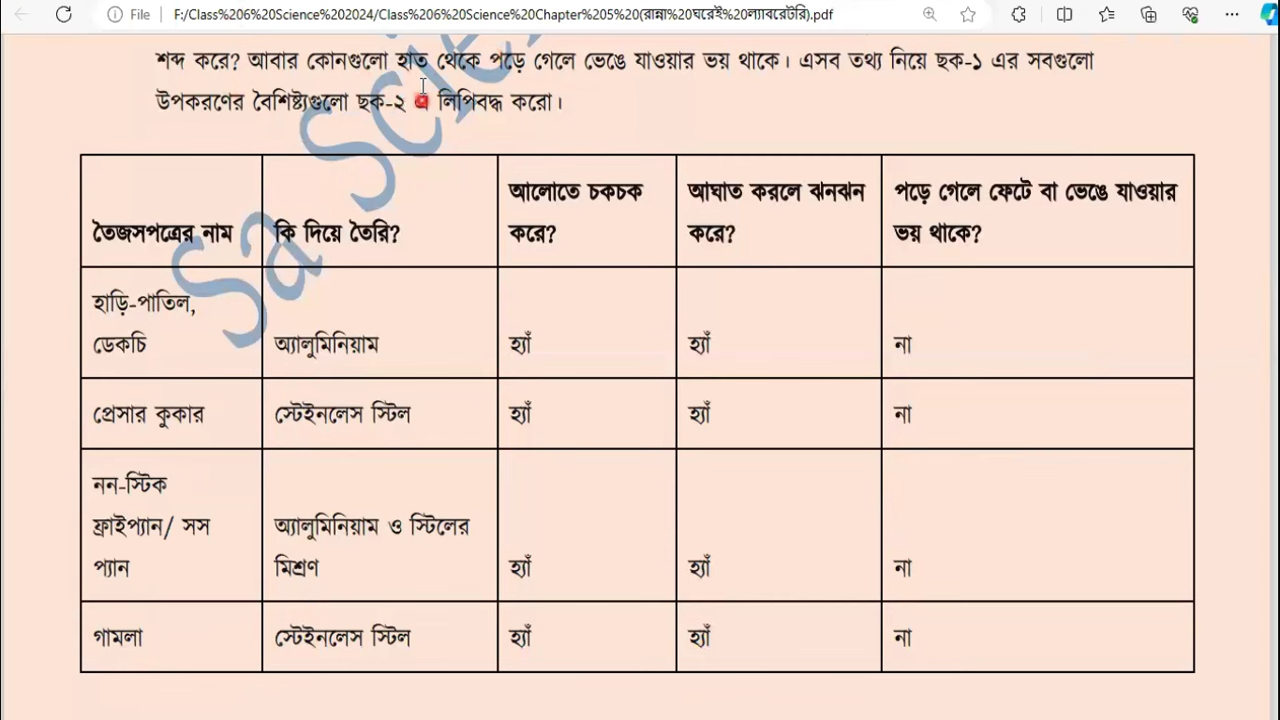 File | F:/Class%206%20Science%202024/Class%206%20Science%20Chapter%205%20(রান্না%20ঘরেই%20ল্যাবরেটরি).pdf
শব্দ করে? আবার কোনগুলো হাত থেকে পড়ে গেলে ভেঙে যাওয়ার ভয় থাকে। এসব তথ্য নিয়ে ছক-১ এর সবগুলো
উপকরণের বৈশিষ্ট্যগুলো ছক-২ এ লিপিবদ্ধ করো।
তৈজসপত্রের নাম
কি দিয়ে তৈরি?
আলোতে চকচক
করে?
আঘাত করলে ঝনঝন
করে?
পড়ে গেলে ফেটে বা ভেঙে যাওয়ার
ভয় থাকে?
হাড়ি-পাতিল,
ডেকচি
অ্যালুমিনিয়াম
হ্যাঁ
হ্যাঁ
না
প্রেসার কুকার
স্টেইনলেস স্টিল
হ্যাঁ
হ্যাঁ
না
নন-স্টিক
ফ্রাইপ্যান/ সস
প্যান
অ্যালুমিনিয়াম ও স্টিলের
মিশ্রণ
হ্যাঁ
হ্যাঁ
না
গামলা
স্টেইনলেস স্টিল
হ্যাঁ
হ্যাঁ
না